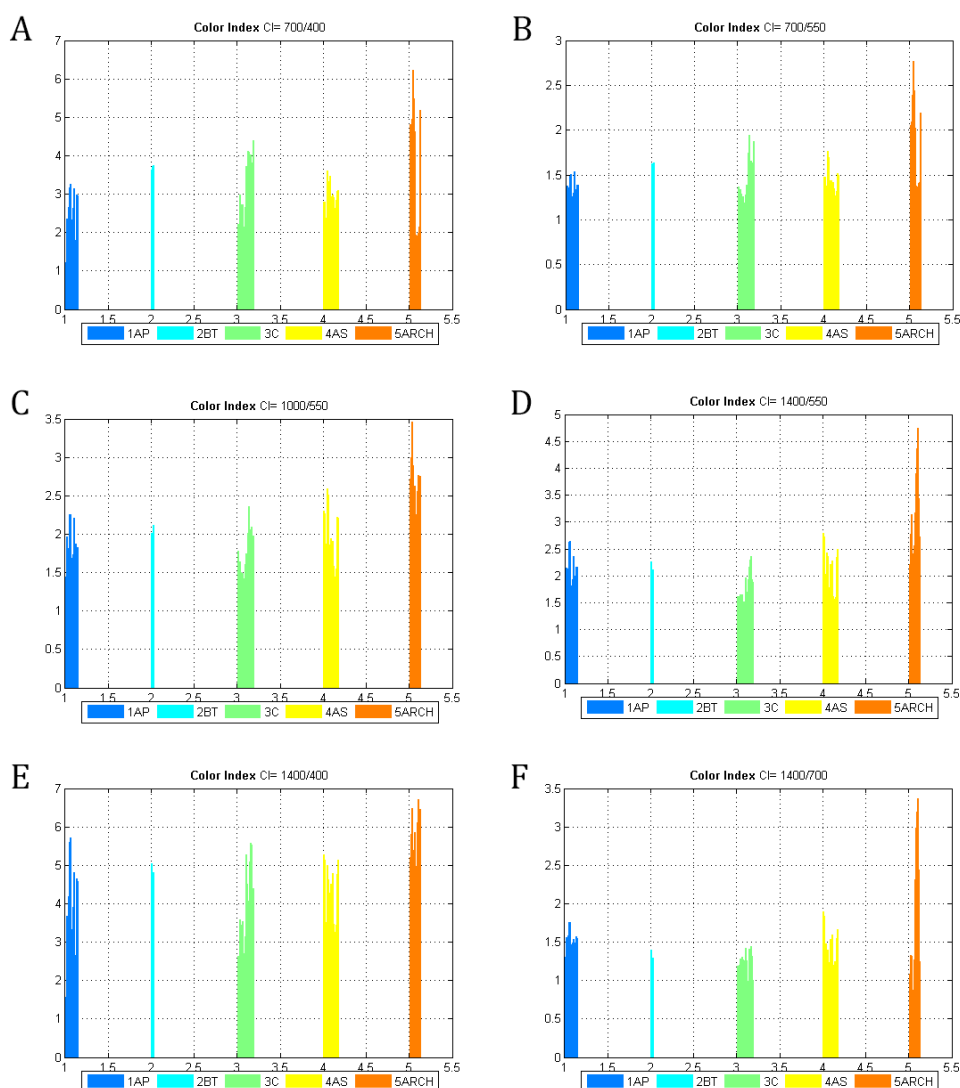 A
Color Index CI= 700/400
7
6
5
4
3
2
1
0
1 1.5 2 2.5 3 3.5 4 4.5 5 5.5
1AP 2BT 3C 4AS 5ARCH
B
Color Index CI= 700/550
3
2.5
2
1.5
1
0.5
0
1 1.5 2 2.5 3 3.5 4 4.5 5 5.5
1AP 2BT 3C 4AS 5ARCH
C
Color Index CI= 1000/550
3.5
3
2.5
2
1.5
1
0.5
0
1 1.5 2 2.5 3 3.5 4 4.5 5 5.5
1AP 2BT 3C 4AS 5ARCH
D
Color Index CI= 1400/550
5
4.5
4
3.5
3
2.5
2
1.5
1
0.5
0
1 1.5 2 2.5 3 3.5 4 4.5 5 5.5
1AP 2BT 3C 4AS 5ARCH
E
Color Index CI= 1400/400
7
6
5
4
3
2
1
0
1 1.5 2 2.5 3 3.5 4 4.5 5 5.5
1AP 2BT 3C 4AS 5ARCH
F
Color Index CI= 1400/700
3.5
3
2.5
2
1.5
1
0.5
0
1 1.5 2 2.5 3 3.5 4 4.5 5 5.5
1AP 2BT 3C 4AS 5ARCH